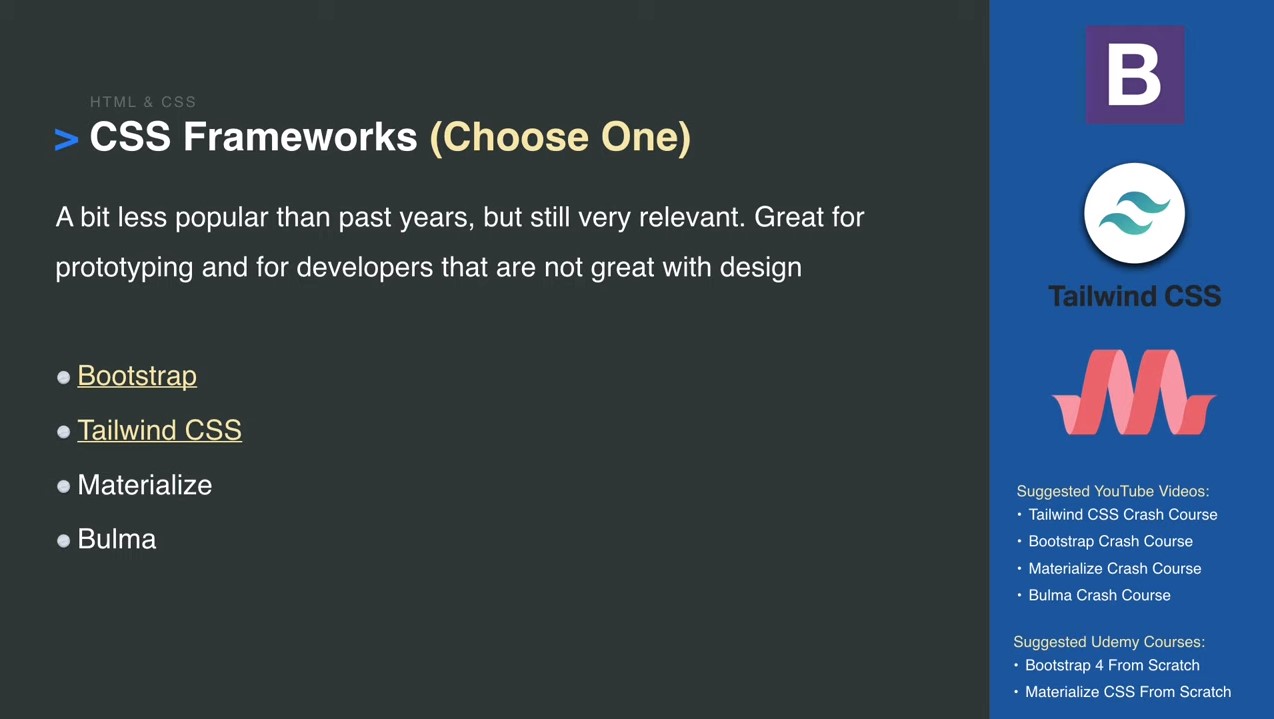 HTML & CSS
> CSS Frameworks (Choose One)
A bit less popular than past years, but still very relevant. Great for
prototyping and for developers that are not great with design
Bootstrap
Tailwind CSS
Materialize
Bulma
B
Tailwind CSS
Suggested YouTube Videos:
• Tailwind CSS Crash Course
• Bootstrap Crash Course
• Materialize Crash Course
• Bulma Crash Course
Suggested Udemy Courses:
• Bootstrap 4 From Scratch
• Materialize CSS From Scratch